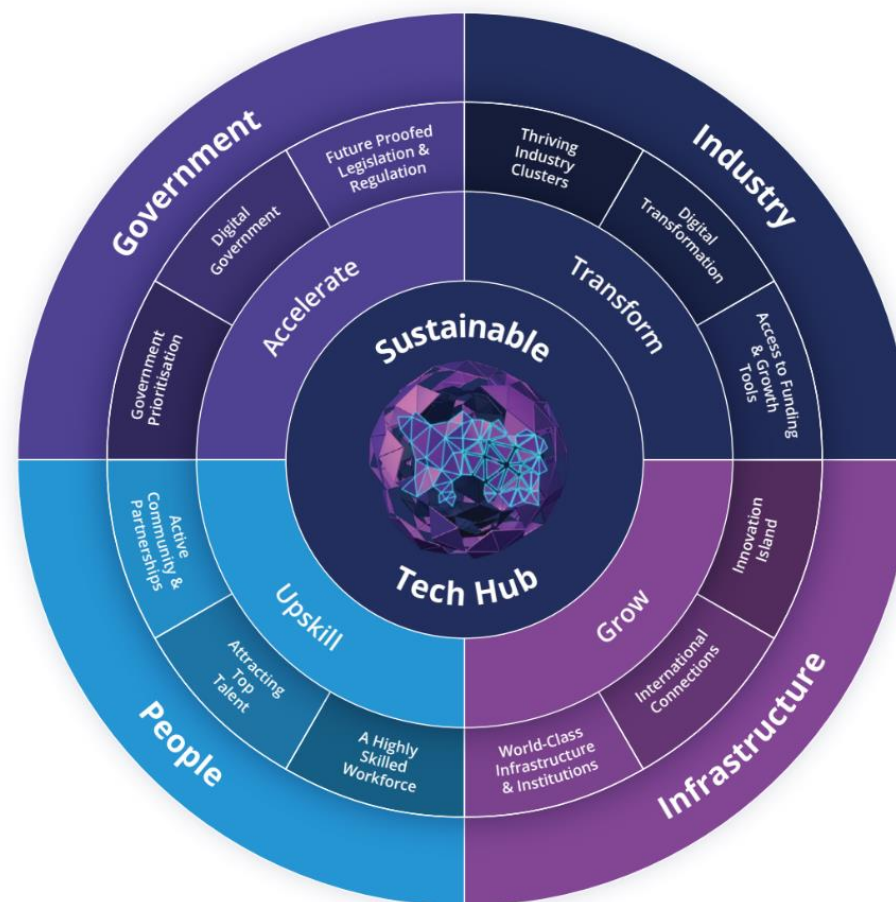 Government
Future Proofed
Legislation &
Regulation
Digital
Government
Government
Prioritisation
Accelerate
Industry
Thriving
Industry
Clusters
Digital
Transformation
Access to Funding
& Growth
Tools
Transform
Sustainable
Tech Hub
People
Active
Community &
Partnerships
Attracting
Top
Talent
A Highly
Skilled
Workforce
Upskill
Infrastructure
Innovation
Island
International
Connections
World-Class
Infrastructure
& Institutions
Grow